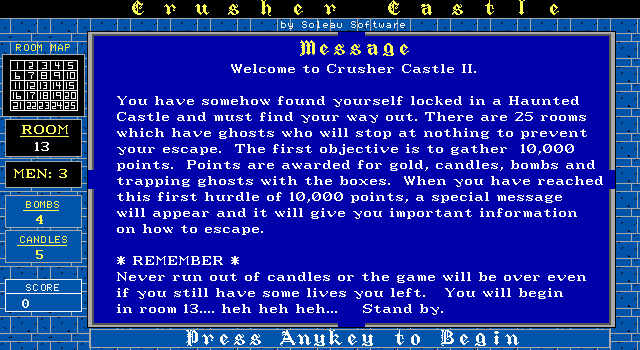 Crusher Castle
by Soleau Software
ROOM MAP
1 2 3 4 5
6 7 8 9 10
11 12 13 14 15
16 17 18 19 20
21 22 23 24 25
ROOM
13
MEN: 3
BOMBS
4
CANDLES
5
SCORE
0
Message
Welcome to Crusher Castle II.
You have somehow found yourself locked in a Haunted
Castle and must find your way out. There are 25 rooms
which have ghosts who will stop at nothing to prevent
your escape. The first objective is to gather 10,000
points. Points are awarded for gold, candles, bombs and
trapping ghosts with the boxes. When you have reached
this first hurdle of 10,000 points, a special message
will appear and it will give you important information
on how to escape.
* REMEMBER *
Never run out of candles or the game will be over even
if you still have some lives you left. You will begin
in room 13.... heh heh heh... Stand by.
Press Anykey to Begin